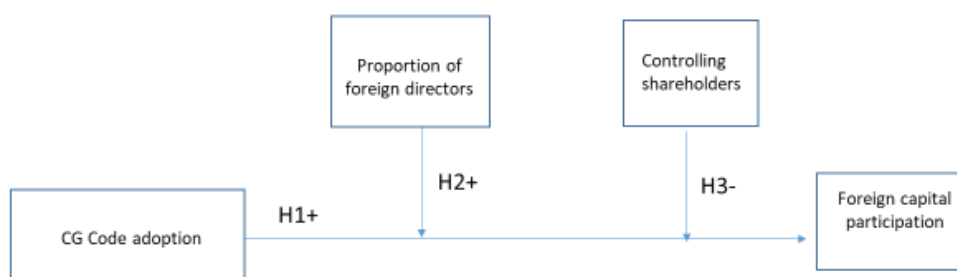 Proportion of
foreign directors
Controlling
shareholders
H2+
H3-
H1+
CG Code adoption
Foreign capital
participation